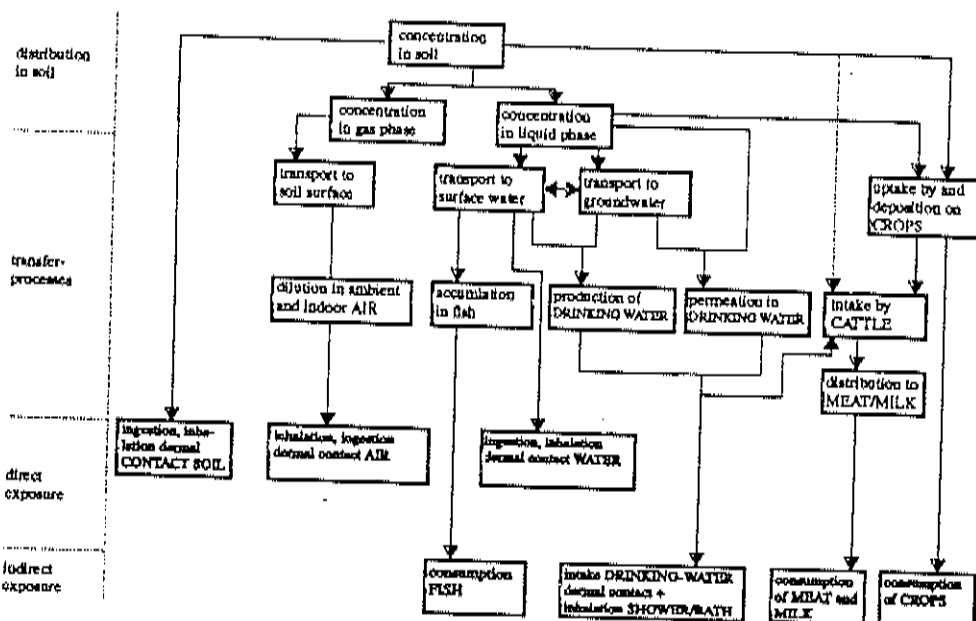 distribution
in soil
concentration
in soil
concentration
in gas phase
concentration
in liquid phase
transport to
soil surface
transport to
surface water
transport to
groundwater
uptake by and
deposition on
CROPS
transfer-
processes
dilution in ambient
and indoor AIR
accumulation
in fish
production of
DRINKING WATER
permeation in
DRINKING WATER
intake by
CATTLE
distribution to
MEAT/MILK
direct
exposure
ingestion, inha-
lation dermal
CONTACT SOIL
inhalation, ingestion
dermal contact AIR
ingestion, inhalation
dermal contact WATER
indirect
exposure
consumption
FISH
intake DRINKING-WATER
dermal contact +
inhalation SHOWER/BATH
consumption
of MEAT and
MILK
consumption
of CROPS